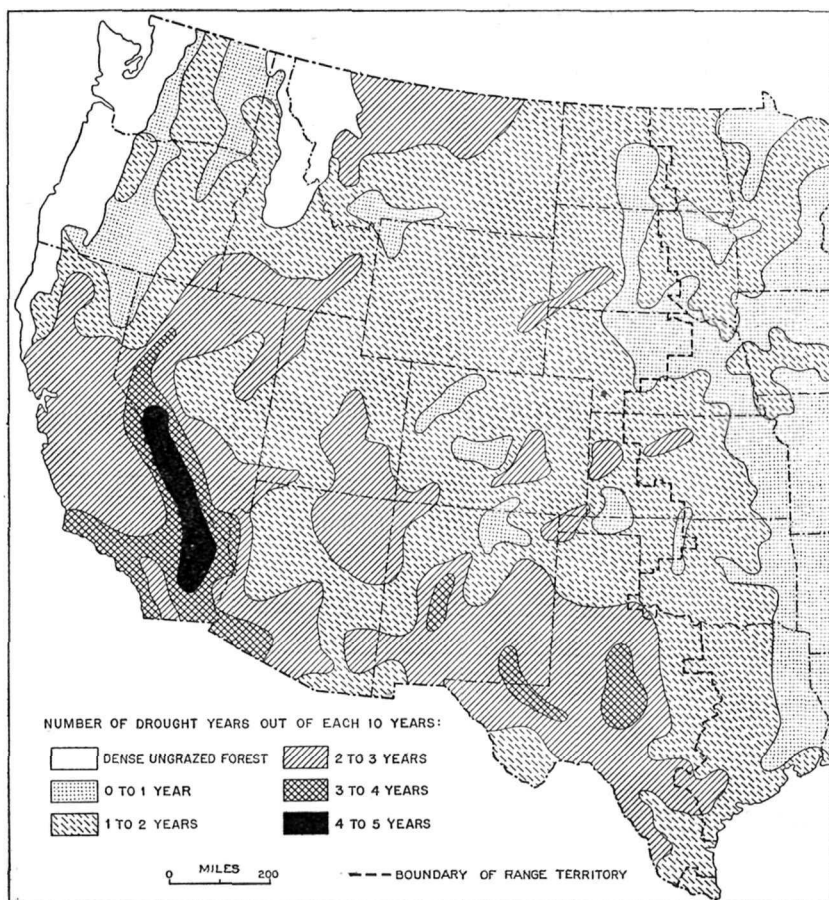 NUMBER OF DROUGHT YEARS OUT OF EACH 10 YEARS:
DENSE UNGRAZED FOREST
0 TO 1 YEAR
1 TO 2 YEARS
2 TO 3 YEARS
3 TO 4 YEARS
4 TO 5 YEARS
MILES
0 200
BOUNDARY OF RANGE TERRITORY